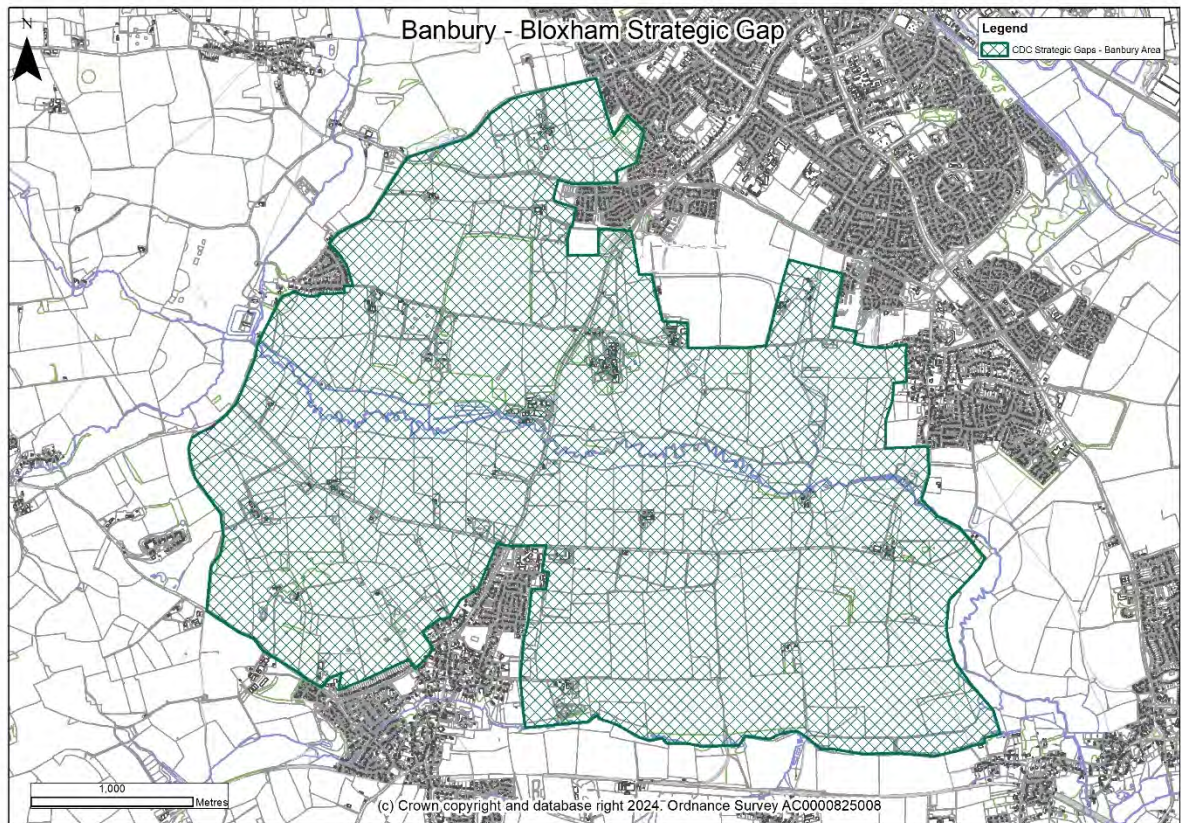 Banbury - Bloxham Strategic Gap
N
Legend
CDC Strategic Gaps - Banbury Area
1,000
Metres
(c) Crown copyright and database right 2024. Ordnance Survey AC0000825008